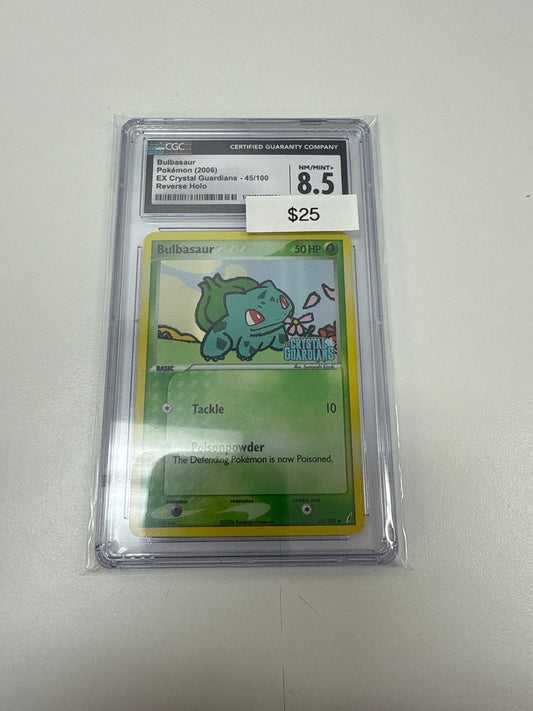 CGC CERTIFIED GUARANTY COMPANY
Bulbasaur
Pokémon (2006)
EX Crystal Guardians - 45/100
Reverse Holo
NM/MINT+
8.5
$25
Bulbasaur 50 HP
CRYSTAL
GUARDIANS
BASIC
Tackle 10
Poisonpowder
The Defending Pokémon is now Poisoned.
weakness resistance retreat cost
©2006 Pokémon/Nintendo
45/100